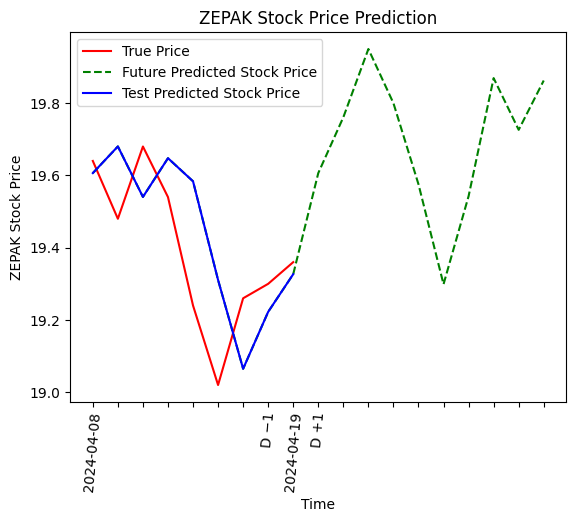 ZEPAK Stock Price Prediction
True Price
Future Predicted Stock Price
Test Predicted Stock Price
ZEPAK Stock Price
19.8
19.6
19.4
19.2
19.0
2024-04-08
D −1
2024-04-19
D +1
Time